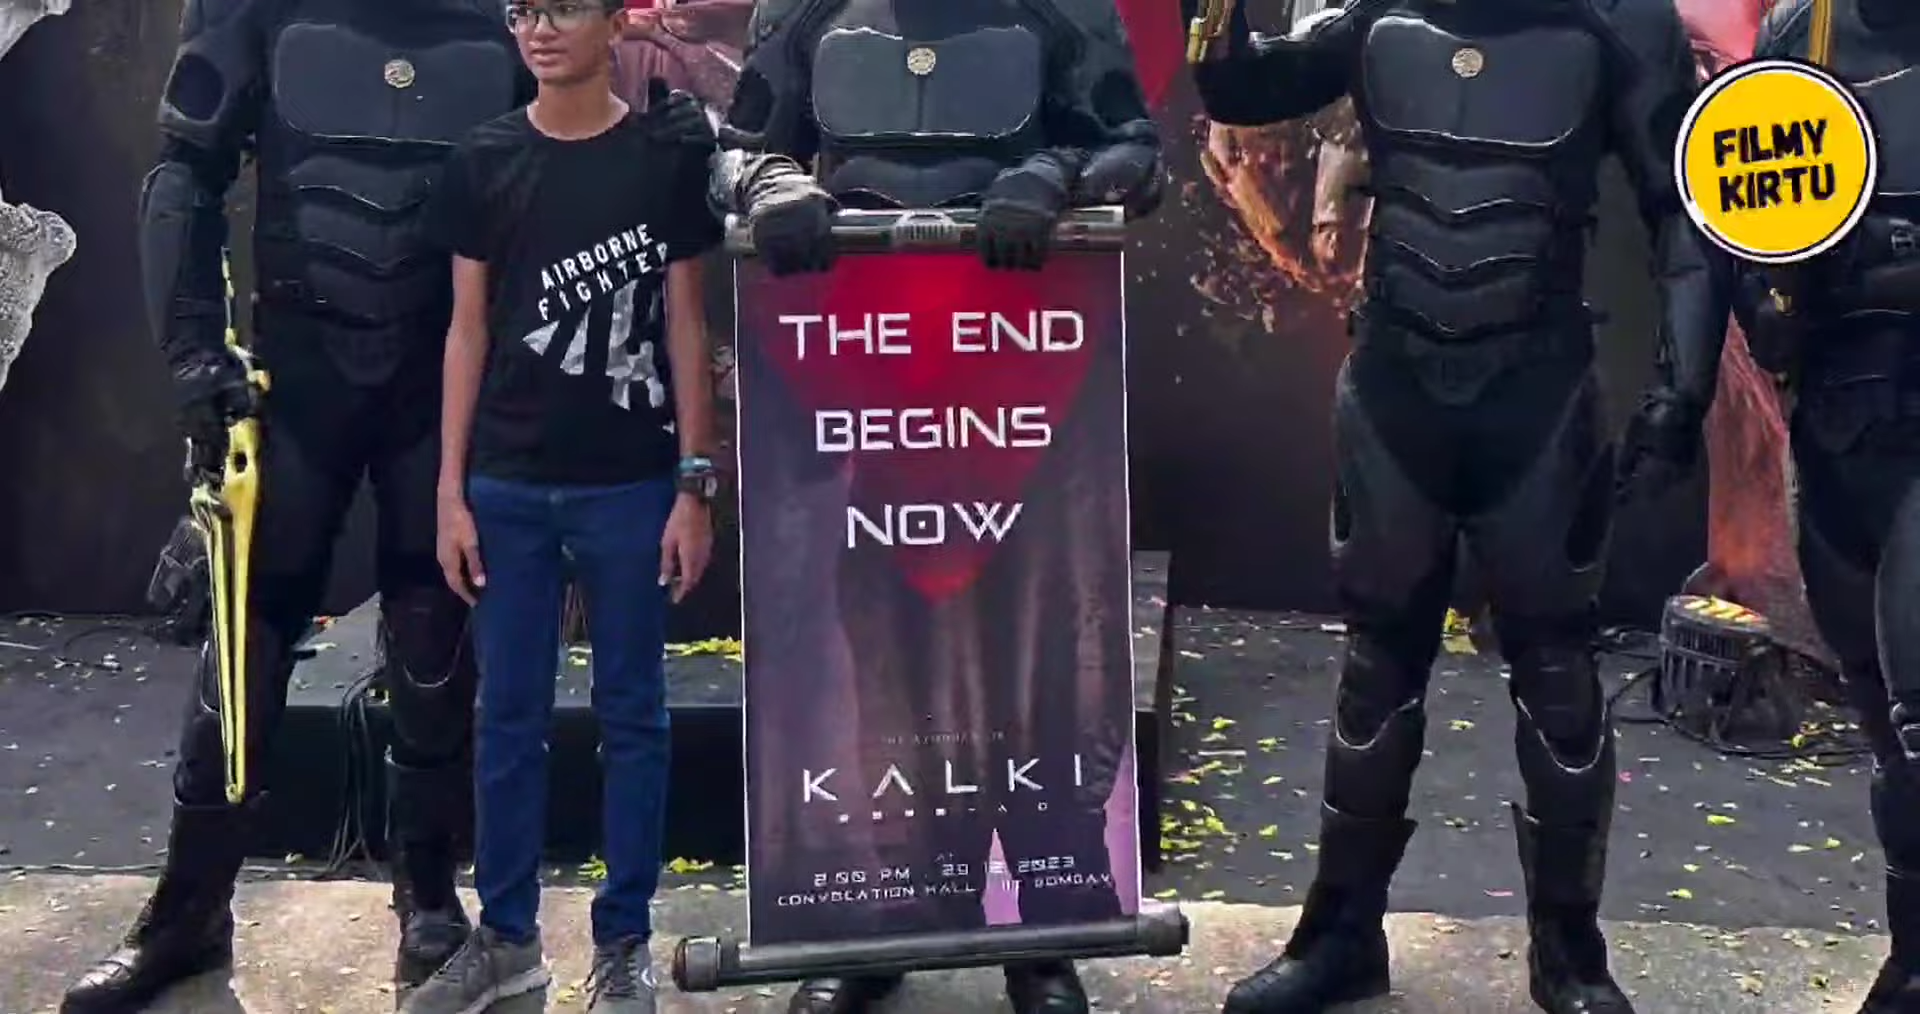 FILMY
KIRTU
AIRBORNE
FIGHTER
THE END
BEGINS
NOW
KALKI
AT
2:00 PM 29 12 2023
CONVOCATION HALL IIT BOMBAY